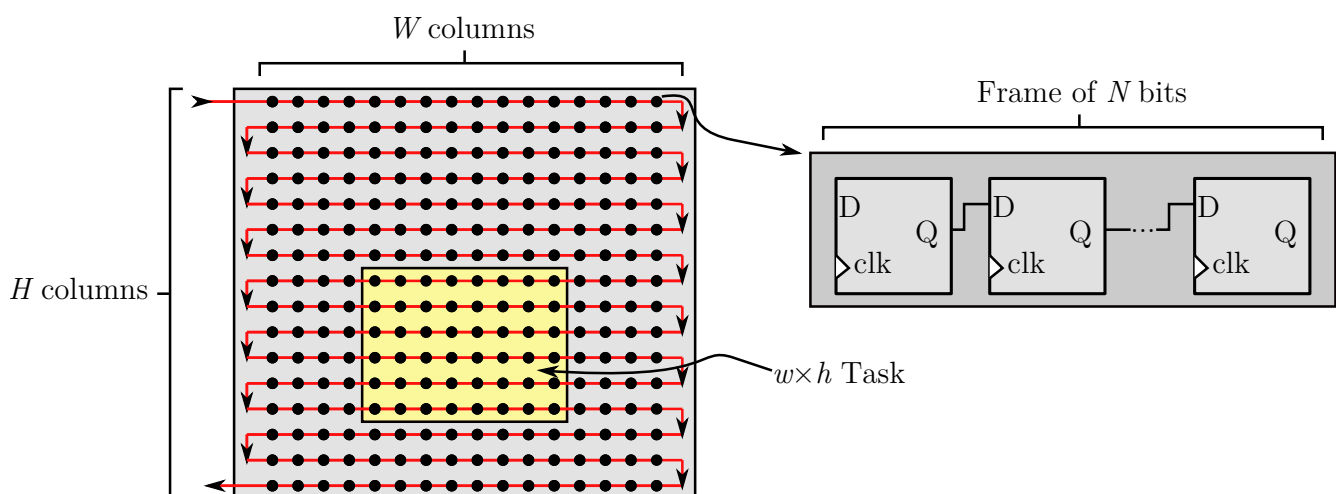 W columns
Frame of N bits
D
Q
clk
D
Q
clk
...
D
Q
clk
H columns
w×h Task